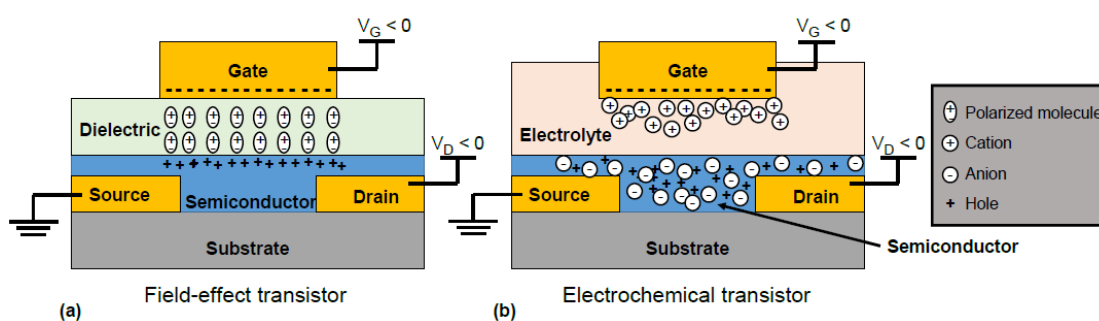 V_G < 0
Gate
Dielectric
V_D < 0
Source
Semiconductor
Drain
Substrate
(a)
Field-effect transistor
V_G < 0
Gate
Electrolyte
V_D < 0
Source
Drain
Substrate
Semiconductor
(b)
Electrochemical transistor
Polarized molecule
Cation
Anion
Hole